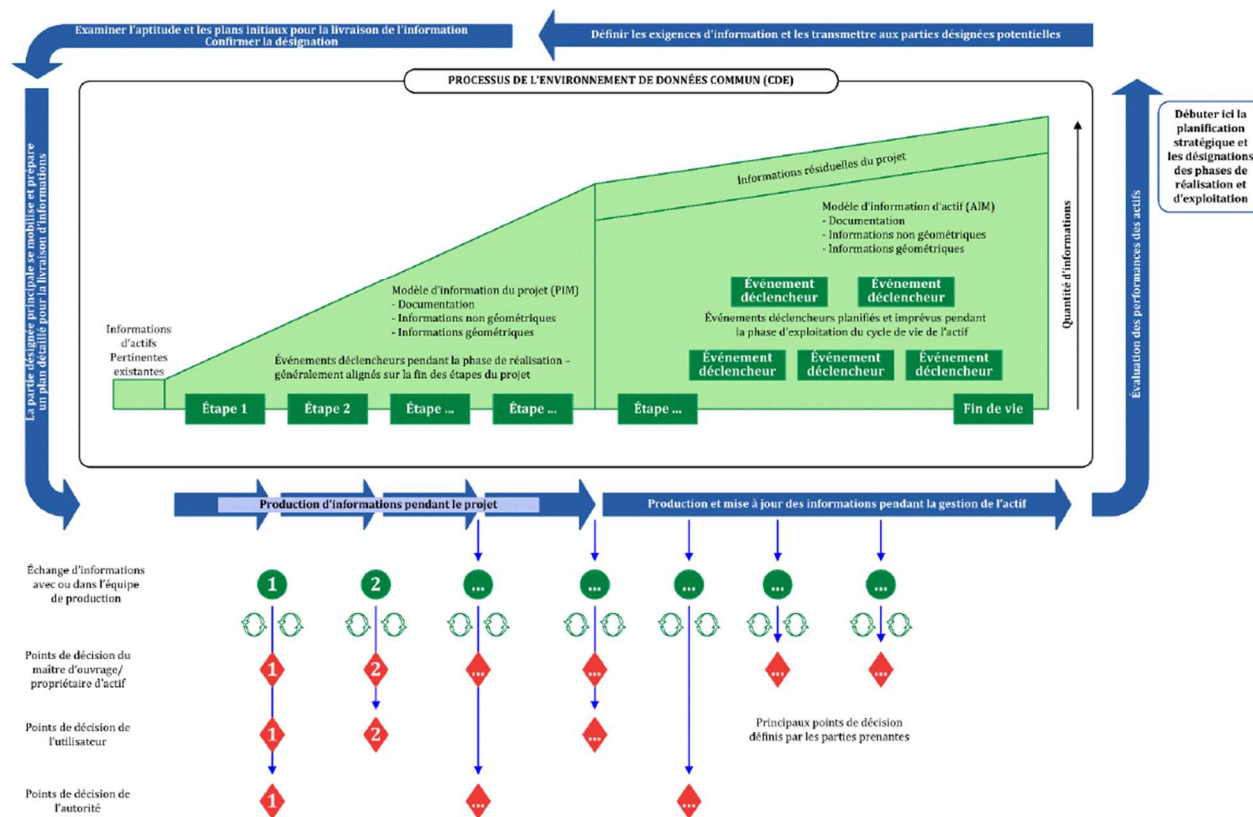 Examiner l'aptitude et les plans initiaux pour la livraison de l'information
Confirmer la désignation
Définir les exigences d'information et les transmettre aux parties désignées potentielles
La partie désignée principale se mobilise et prépare
un plan détaillé pour la livraison d'informations
PROCESSUS DE L'ENVIRONNEMENT DE DONNÉES COMMUN (CDE)
Débuter ici la
planification
stratégique et
les désignations
des phases de
réalisation et
d'exploitation
Évaluation des performances des actifs
Quantité d'informations
Informations résiduelles du projet
Modèle d'information d'actif (AIM)
- Documentation
- Informations non géométriques
- Informations géométriques
Modèle d'information du projet (PIM)
- Documentation
- Informations non géométriques
- Informations géométriques
Événement
déclencheur
Événement
déclencheur
Événements déclencheurs planifiés et imprévus pendant
la phase d'exploitation du cycle de vie de l'actif
Événement
déclencheur
Événement
déclencheur
Événement
déclencheur
Informations
d'actifs
Pertinentes
existantes
Événements déclencheurs pendant la phase de réalisation –
généralement alignés sur la fin des étapes du projet
Étape 1
Étape 2
Étape ...
Étape ...
Étape ...
Fin de vie
Production d'informations pendant le projet
Production et mise à jour des informations pendant la gestion de l'actif
Échange d'informations
avec ou dans l'équipe
de production
1
2
...
...
...
...
...
Points de décision du
maître d'ouvrage/
propriétaire d'actif
1
2
...
...
...
...
Points de décision de
l'utilisateur
1
2
...
Principaux points de décision
définis par les parties prenantes
Points de décision de
l'autorité
1
...
...